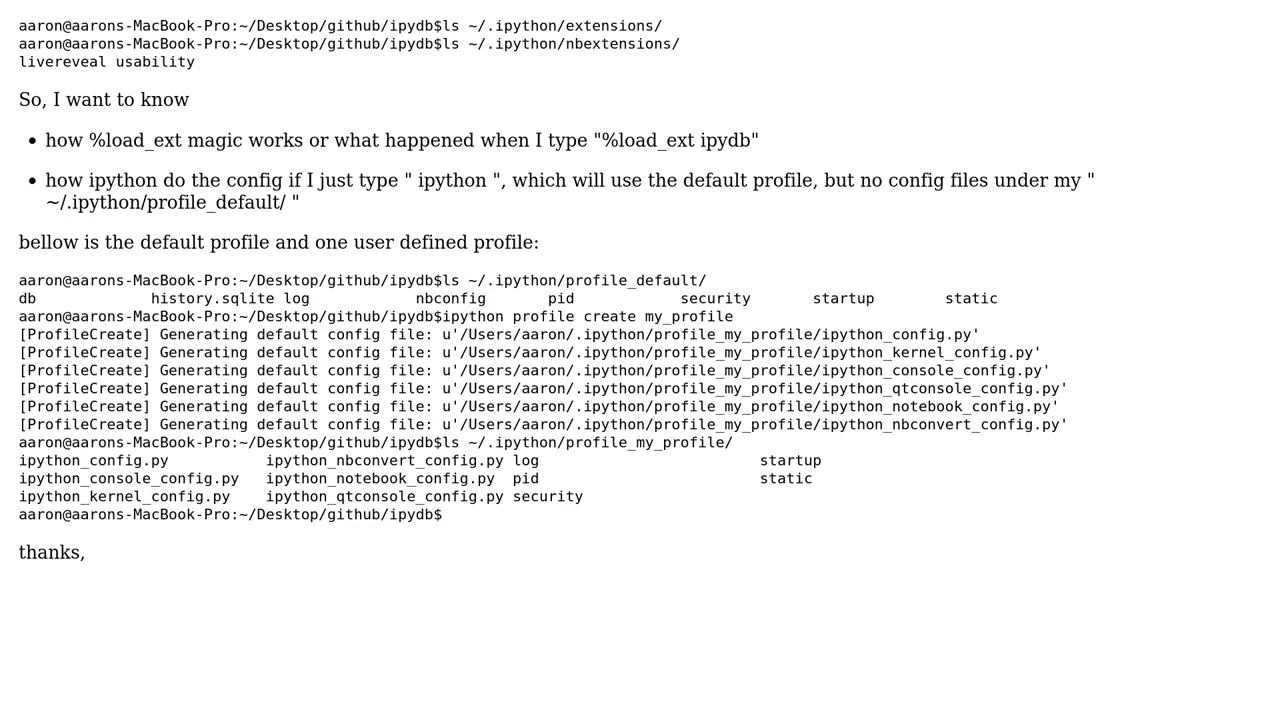 aaron@aarons-MacBook-Pro:~/Desktop/github/ipydb$ls ~/.ipython/extensions/
aaron@aarons-MacBook-Pro:~/Desktop/github/ipydb$ls ~/.ipython/nbextensions/
livereveal usability
So, I want to know
• how %load_ext magic works or what happened when I type "%load_ext ipydb"
• how ipython do the config if I just type " ipython ", which will use the default profile, but no config files under my "
~/.ipython/profile_default/ "
bellow is the default profile and one user defined profile:
aaron@aarons-MacBook-Pro:~/Desktop/github/ipydb$ls ~/.ipython/profile_default/
db             history.sqlite log            nbconfig       pid            security       startup        static
aaron@aarons-MacBook-Pro:~/Desktop/github/ipydb$ipython profile create my_profile
[ProfileCreate] Generating default config file: u'/Users/aaron/.ipython/profile_my_profile/ipython_config.py'
[ProfileCreate] Generating default config file: u'/Users/aaron/.ipython/profile_my_profile/ipython_kernel_config.py'
[ProfileCreate] Generating default config file: u'/Users/aaron/.ipython/profile_my_profile/ipython_console_config.py'
[ProfileCreate] Generating default config file: u'/Users/aaron/.ipython/profile_my_profile/ipython_qtconsole_config.py'
[ProfileCreate] Generating default config file: u'/Users/aaron/.ipython/profile_my_profile/ipython_notebook_config.py'
[ProfileCreate] Generating default config file: u'/Users/aaron/.ipython/profile_my_profile/ipython_nbconvert_config.py'
aaron@aarons-MacBook-Pro:~/Desktop/github/ipydb$ls ~/.ipython/profile_my_profile/
ipython_config.py           ipython_nbconvert_config.py log                         startup
ipython_console_config.py   ipython_notebook_config.py  pid                         static
ipython_kernel_config.py    ipython_qtconsole_config.py security
aaron@aarons-MacBook-Pro:~/Desktop/github/ipydb$
thanks,